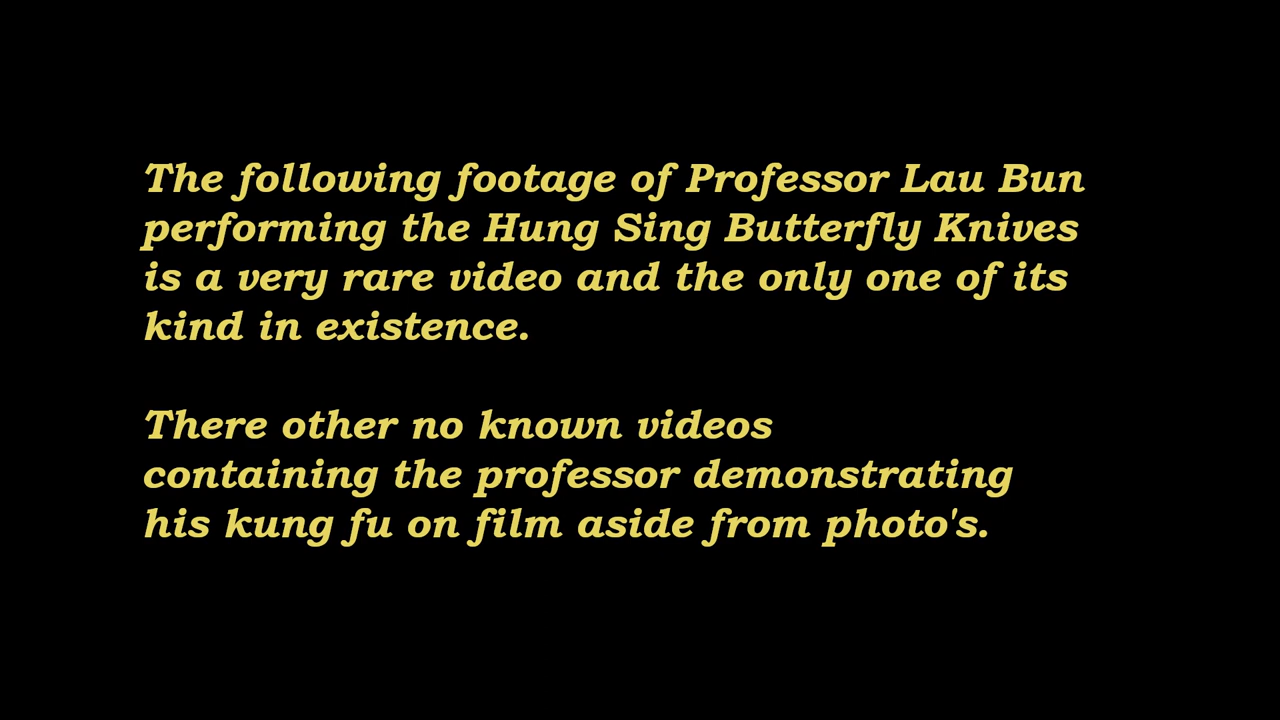 The following footage of Professor Lau Bun
performing the Hung Sing Butterfly Knives
is a very rare video and the only one of its
kind in existence.
There other no known videos
containing the professor demonstrating
his kung fu on film aside from photo's.